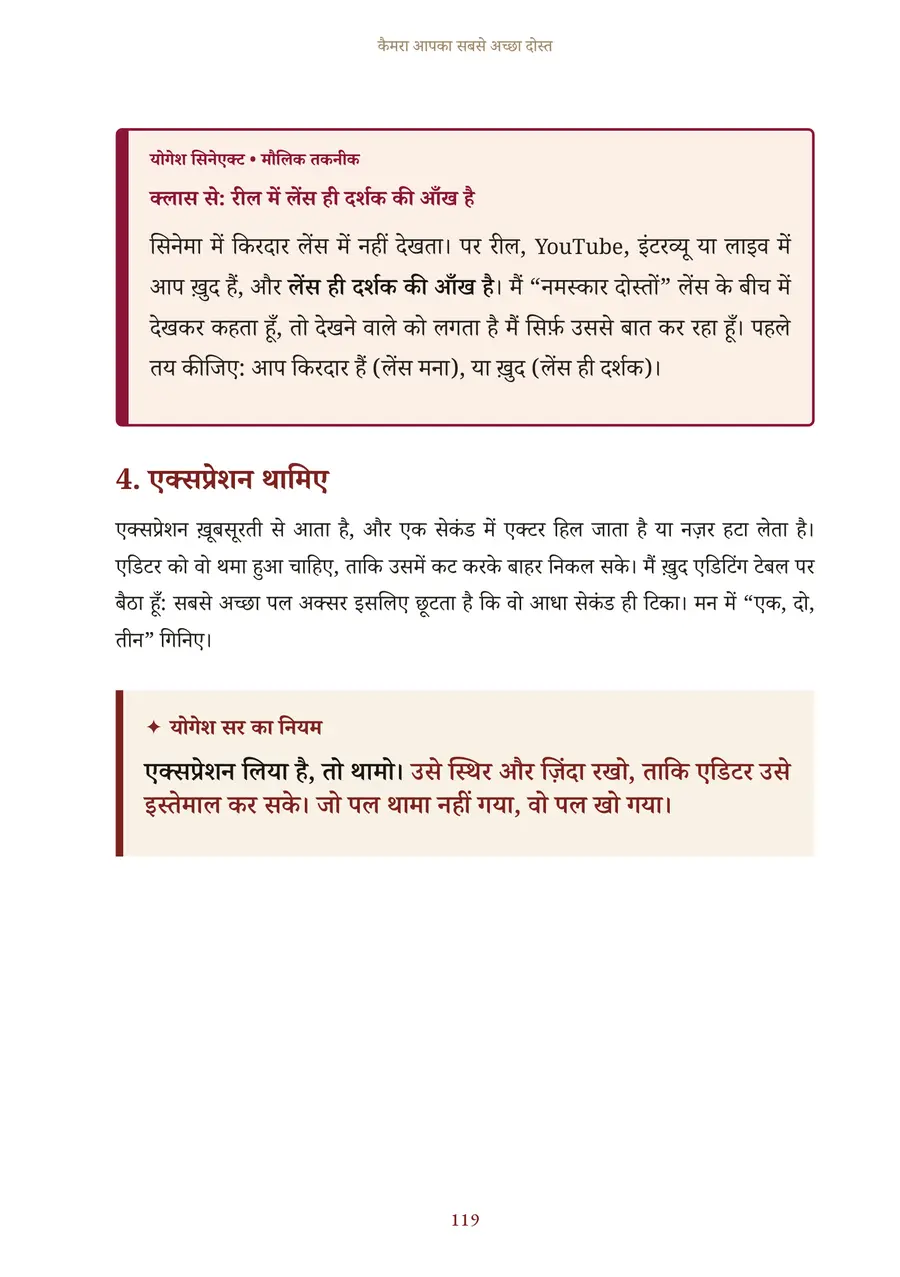 कैमरा आपका सबसे अच्छा दोस्त
योगेश सिनेएक्ट • मौलिक तकनीक
क्लास से: रील में लेंस ही दर्शक की आँख है
सिनेमा में किरदार लेंस में नहीं देखता। पर रील, YouTube, इंटरव्यू या लाइव में
आप ख़ुद हैं, और लेंस ही दर्शक की आँख है। मैं “नमस्कार दोस्तों” लेंस के बीच में
देखकर कहता हूँ, तो देखने वाले को लगता है मैं सिर्फ़ उससे बात कर रहा हूँ। पहले
तय कीजिए: आप किरदार हैं (लेंस मना), या ख़ुद (लेंस ही दर्शक)।
4. एक्सप्रेशन थामिए
एक्सप्रेशन ख़ूबसूरती से आता है, और एक सेकंड में एक्टर हिल जाता है या नज़र हटा लेता है।
एडिटर को वो थमा हुआ चाहिए, ताकि उसमें कट करके बाहर निकल सके। मैं ख़ुद एडिटिंग टेबल पर
बैठा हूँ: सबसे अच्छा पल अक्सर इसलिए छूटता है कि वो आधा सेकंड ही टिका। मन में “एक, दो,
तीन” गिनिए।
✦ योगेश सर का नियम
एक्सप्रेशन लिया है, तो थामो। उसे स्थिर और ज़िंदा रखो, ताकि एडिटर उसे
इस्तेमाल कर सके। जो पल थामा नहीं गया, वो पल खो गया।
119